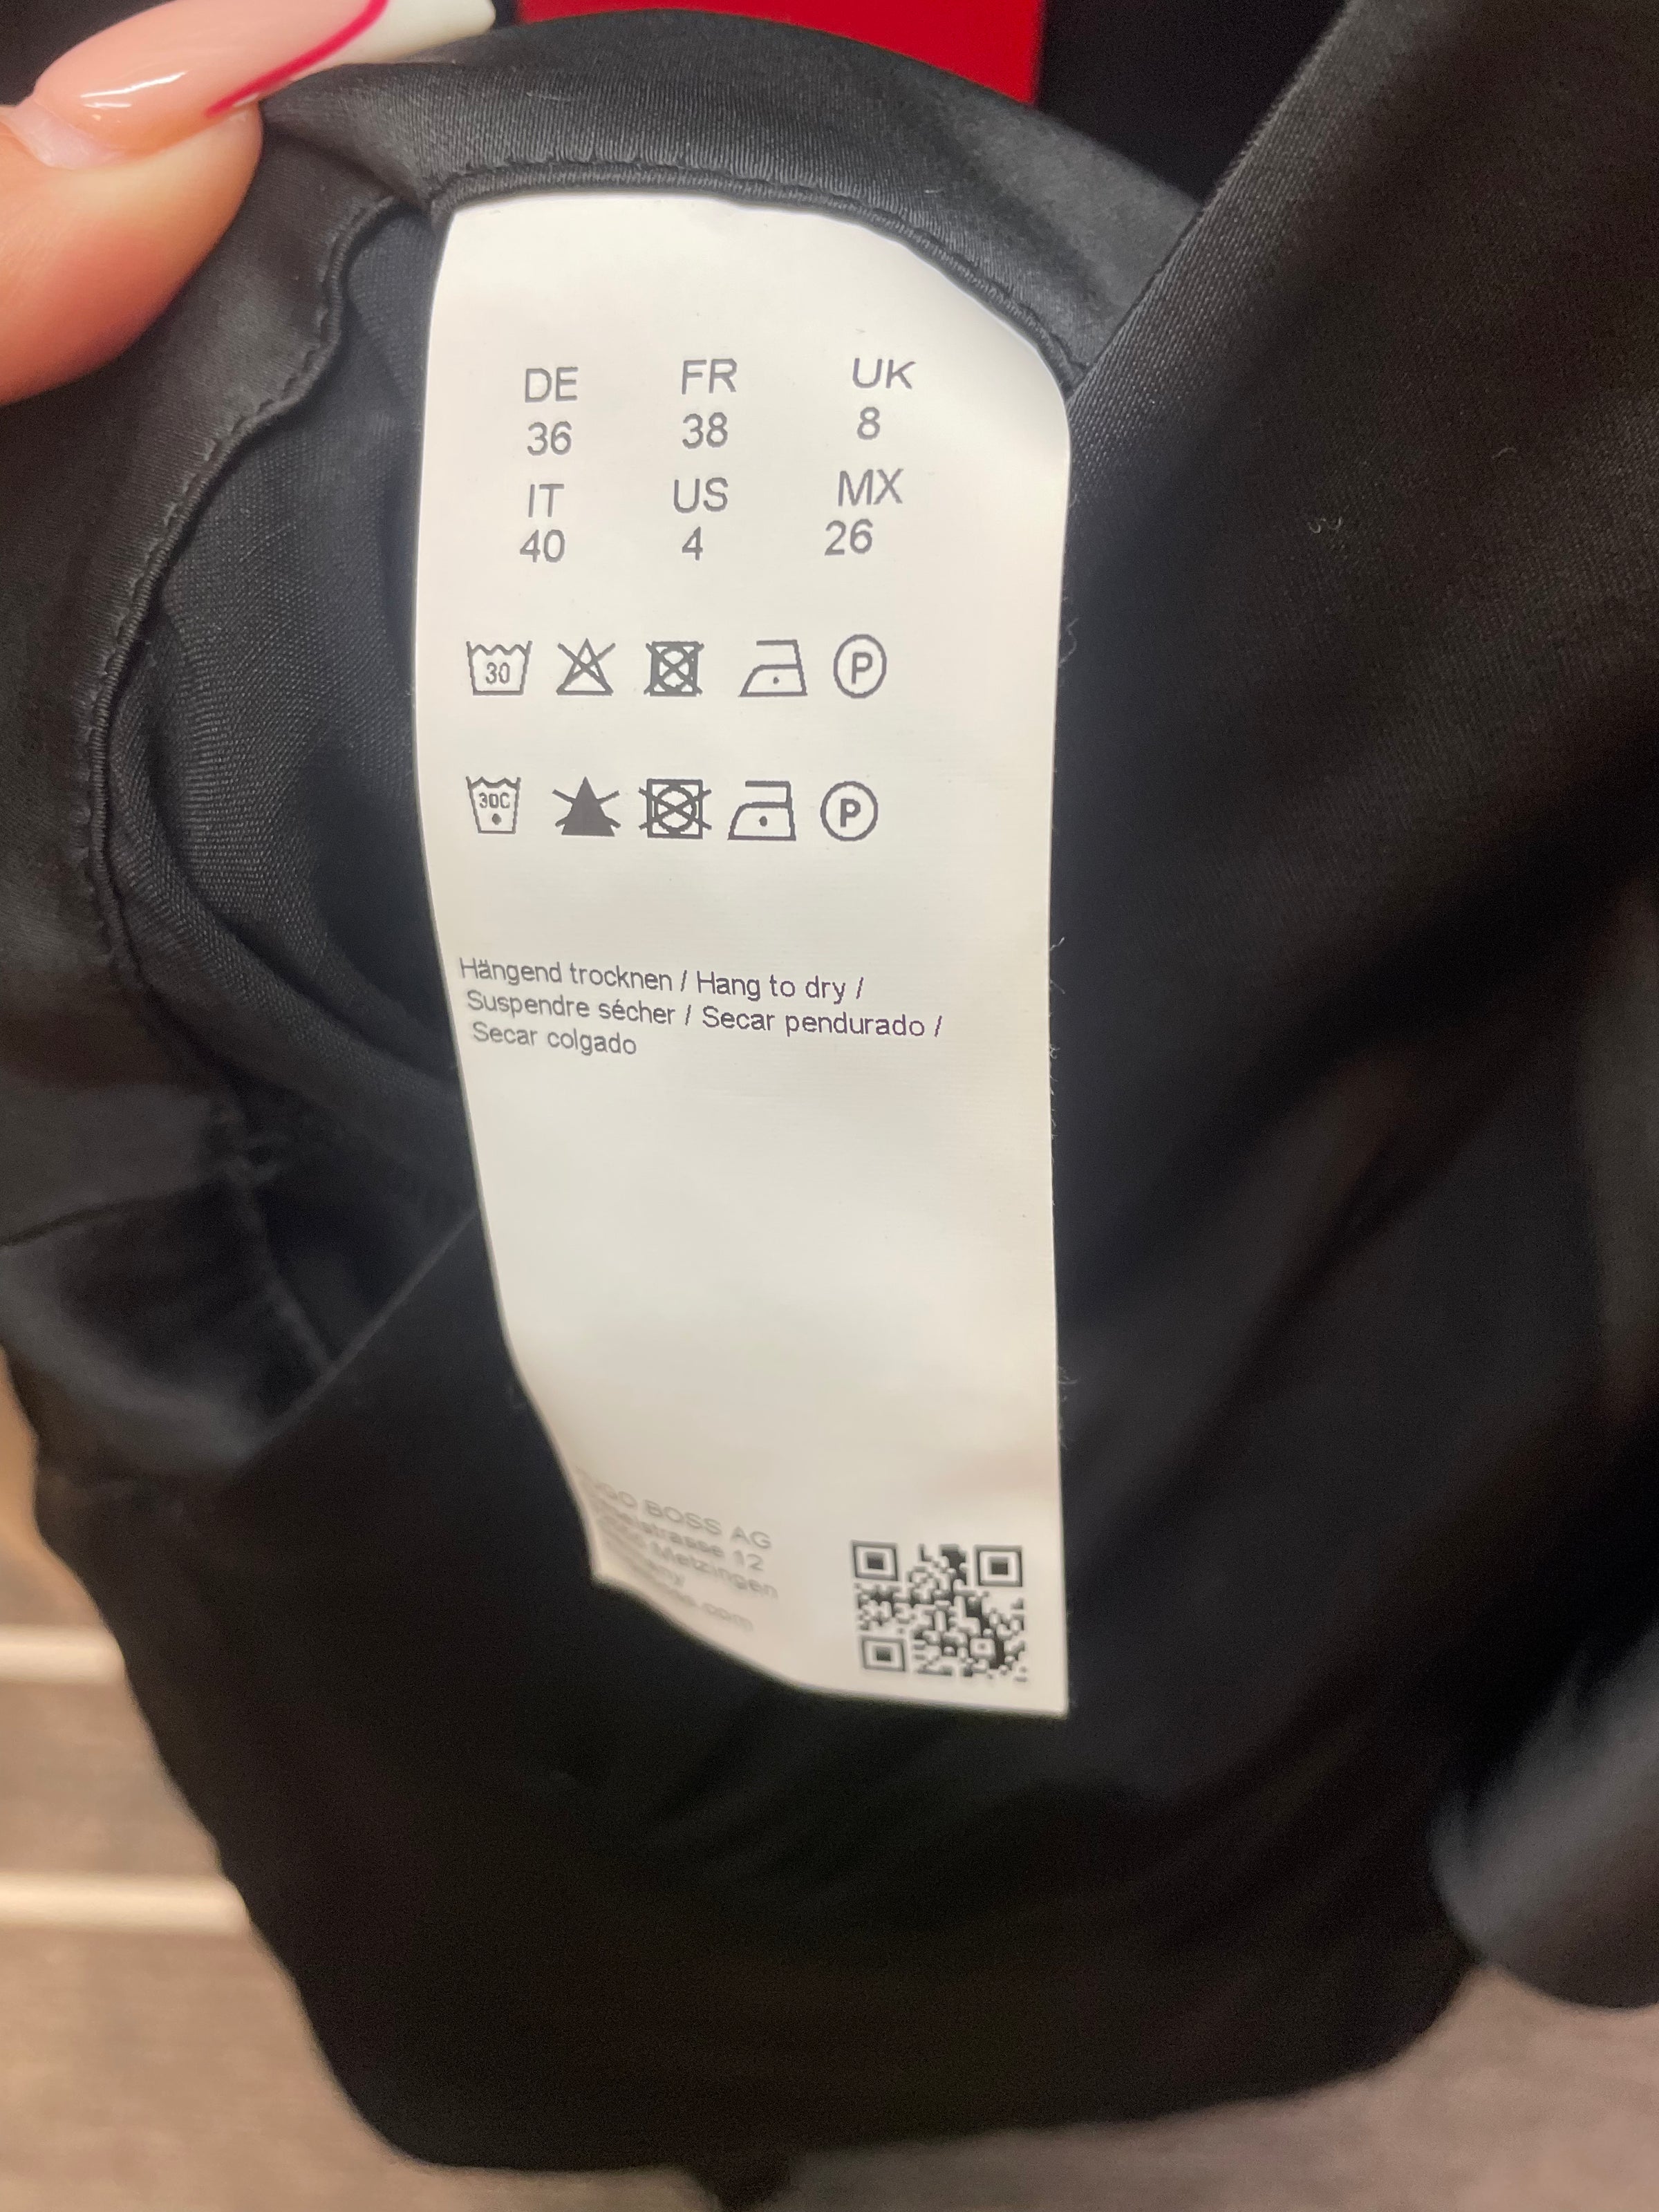 DE FR UK
36 38 8
IT US MX
40 4 26
30 P
30C P
Hängend trocknen / Hang to dry /
Suspendre sécher / Secar pendurado /
Secar colgado
BOSS AG
12
Metzingen